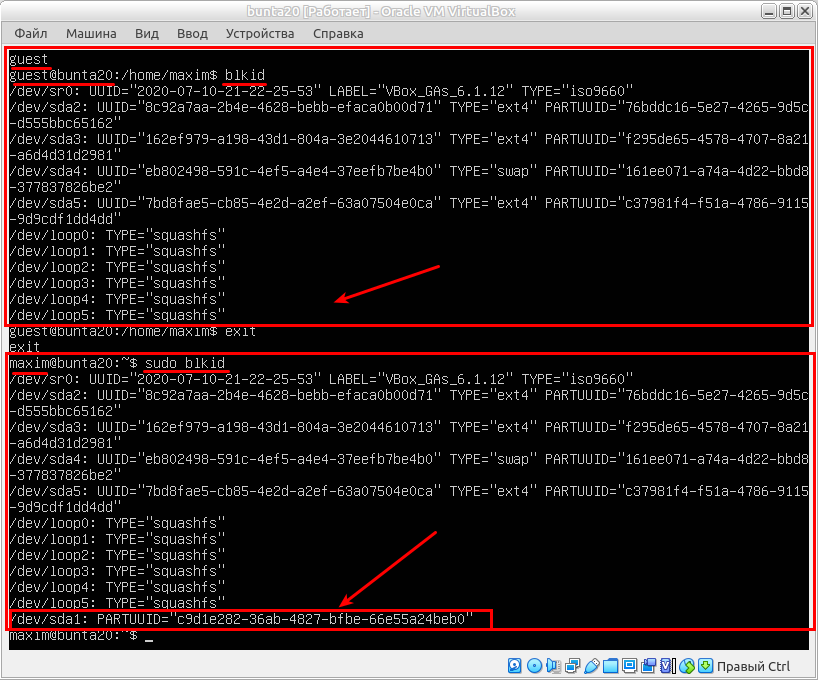 bunta20 [Работает] - Oracle VM VirtualBox
Файл Машина Вид Ввод Устройства Справка
guest
guest@bunta20:/home/maxim$ blkid
/dev/sr0: UUID="2020-07-10-21-22-25-53" LABEL="VBox_GAs_6.1.12" TYPE="iso9660"
/dev/sda2: UUID="8c92a7aa-2b4e-4628-bebb-efaca0b00d71" TYPE="ext4" PARTUUID="76bddc16-5e27-4265-9d5c
-d555bbc65162"
/dev/sda3: UUID="162ef979-a198-43d1-804a-3e2044610713" TYPE="ext4" PARTUUID="f295de65-4578-4707-8a21
-a6d4d31d2981"
/dev/sda4: UUID="eb802498-591c-4ef5-a4e4-37eefb7be4b0" TYPE="swap" PARTUUID="161ee071-a74a-4d22-bbd8
-377837826be2"
/dev/sda5: UUID="7bd8fae5-cb85-4e2d-a2ef-63a07504e0ca" TYPE="ext4" PARTUUID="c37981f4-f51a-4786-9115
-9d9cdf1dd4dd"
/dev/loop0: TYPE="squashfs"
/dev/loop1: TYPE="squashfs"
/dev/loop2: TYPE="squashfs"
/dev/loop3: TYPE="squashfs"
/dev/loop4: TYPE="squashfs"
/dev/loop5: TYPE="squashfs"
guest@bunta20:/home/maxim$ exit
exit
maxim@bunta20:~$ sudo blkid
/dev/sr0: UUID="2020-07-10-21-22-25-53" LABEL="VBox_GAs_6.1.12" TYPE="iso9660"
/dev/sda2: UUID="8c92a7aa-2b4e-4628-bebb-efaca0b00d71" TYPE="ext4" PARTUUID="76bddc16-5e27-4265-9d5c
-d555bbc65162"
/dev/sda3: UUID="162ef979-a198-43d1-804a-3e2044610713" TYPE="ext4" PARTUUID="f295de65-4578-4707-8a21
-a6d4d31d2981"
/dev/sda4: UUID="eb802498-591c-4ef5-a4e4-37eefb7be4b0" TYPE="swap" PARTUUID="161ee071-a74a-4d22-bbd8
-377837826be2"
/dev/sda5: UUID="7bd8fae5-cb85-4e2d-a2ef-63a07504e0ca" TYPE="ext4" PARTUUID="c37981f4-f51a-4786-9115
-9d9cdf1dd4dd"
/dev/loop0: TYPE="squashfs"
/dev/loop1: TYPE="squashfs"
/dev/loop2: TYPE="squashfs"
/dev/loop3: TYPE="squashfs"
/dev/loop4: TYPE="squashfs"
/dev/loop5: TYPE="squashfs"
/dev/sda1: PARTUUID="c9d1e282-36ab-4827-bfbe-66e55a24beb0"
maxim@bunta20:~$ _
Правый Ctrl